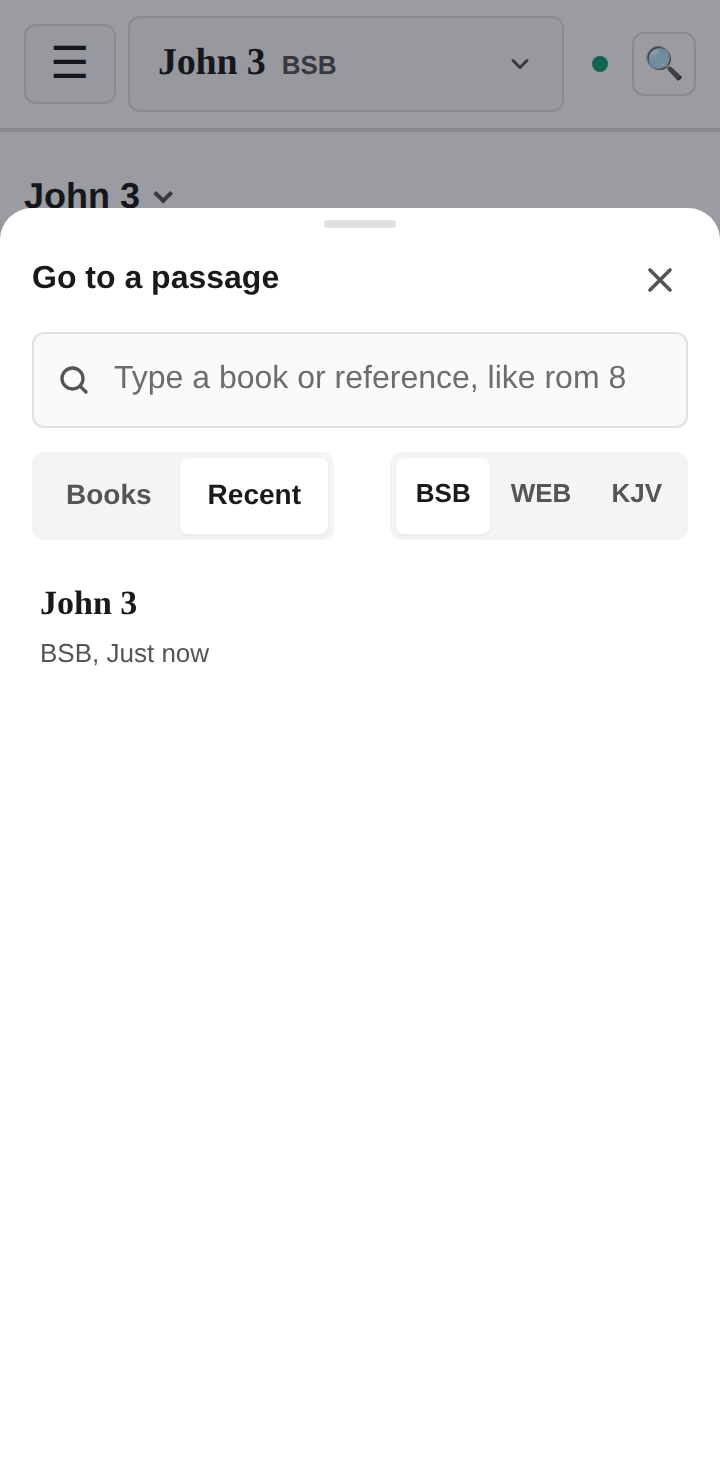 John 3 BSB
John 3
Go to a passage
Type a book or reference, like rom 8
Books Recent BSB WEB KJV
John 3
BSB, Just now